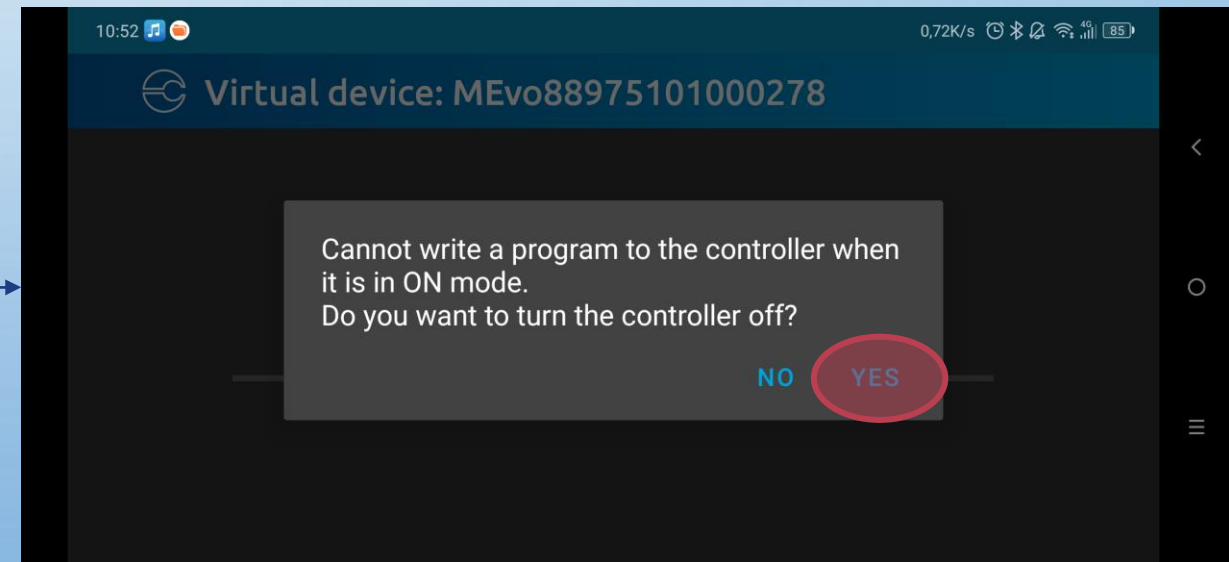 10:52
0,72K/s 4G 85
Virtual device: MEvo88975101000278
Cannot write a program to the controller when
it is in ON mode.
Do you want to turn the controller off?
NO YES